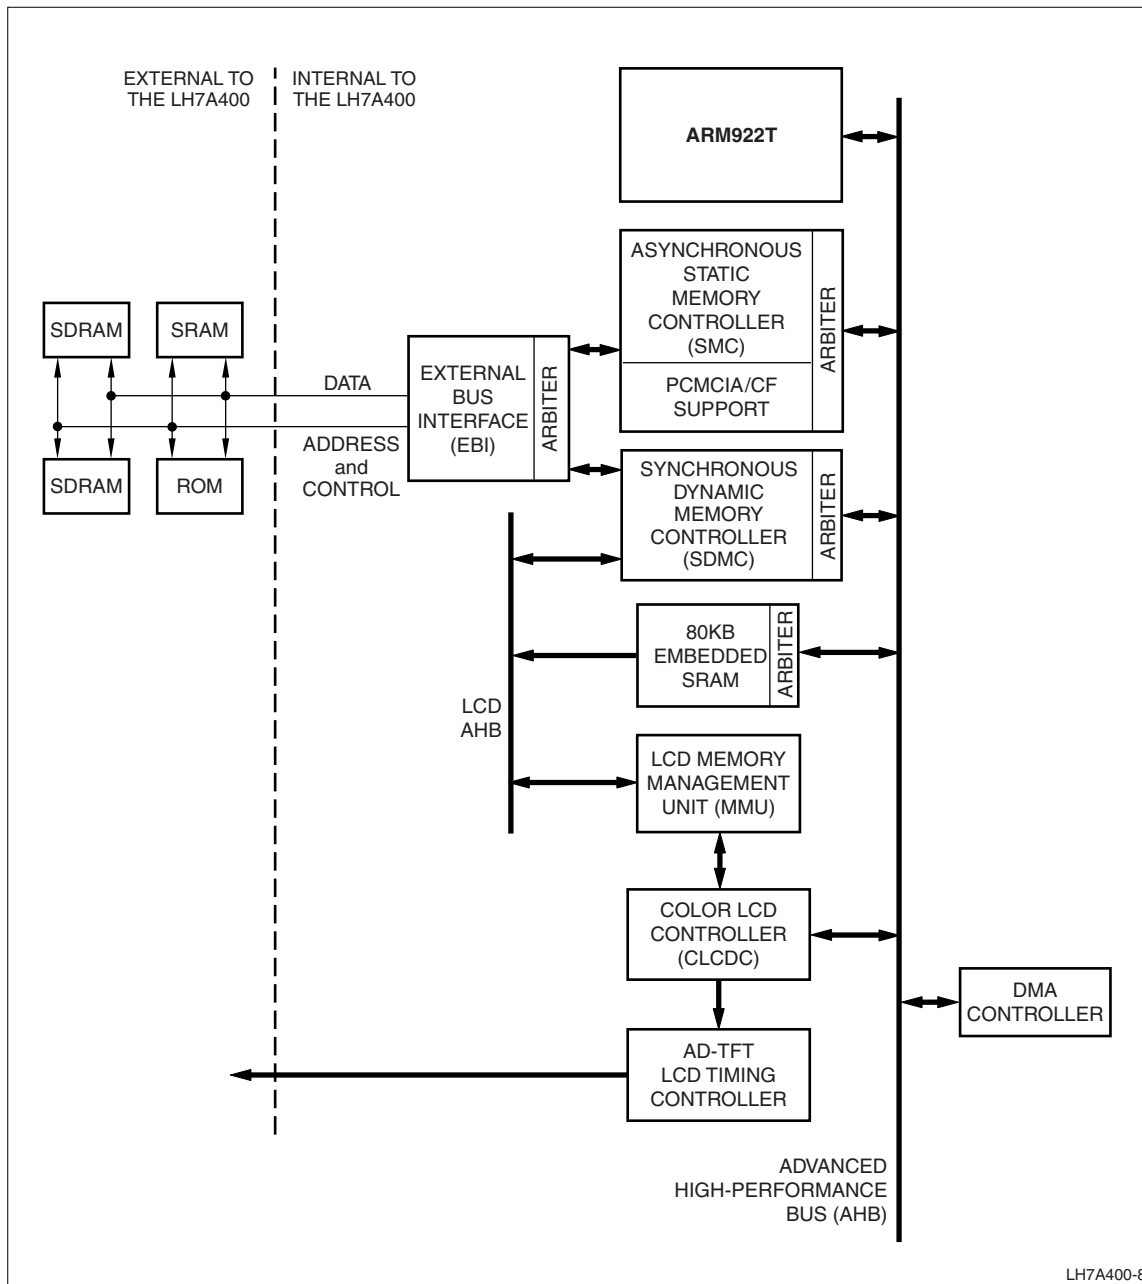 EXTERNAL TO
THE LH7A400
INTERNAL TO
THE LH7A400
ARM922T
ASYNCHRONOUS
STATIC
MEMORY
CONTROLLER
(SMC)
PCMCIA/CF
SUPPORT
ARBITER
SDRAM
SRAM
SDRAM
ROM
DATA
ADDRESS
and
CONTROL
EXTERNAL
BUS
INTERFACE
(EBI)
ARBITER
SYNCHRONOUS
DYNAMIC
MEMORY
CONTROLLER
(SDMC)
ARBITER
80KB
EMBEDDED
SRAM
ARBITER
LCD
AHB
LCD MEMORY
MANAGEMENT
UNIT (MMU)
COLOR LCD
CONTROLLER
(CLCDC)
DMA
CONTROLLER
AD-TFT
LCD TIMING
CONTROLLER
ADVANCED
HIGH-PERFORMANCE
BUS (AHB)
LH7A400-8